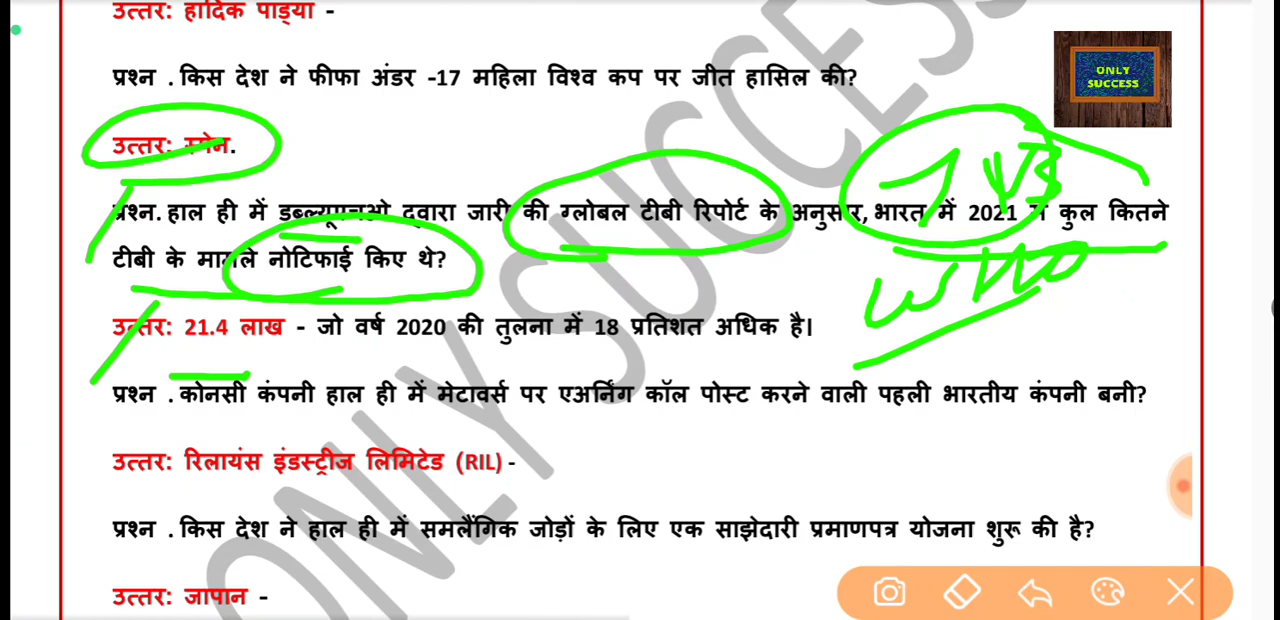 उत्तर: हार्दिक पाड्या -
ONLY
SUCCESS
प्रश्न . किस देश ने फीफा अंडर -17 महिला विश्व कप पर जीत हासिल की?
उत्तर: स्पेन.
प्रश्न. हाल ही में डब्ल्यूएचओ द्वारा जारी की ग्लोबल टीबी रिपोर्ट के अनुसार, भारत में 2021 में कुल कितने
टीबी के मामले नोटिफाई किए थे?
WHO
उत्तर: 21.4 लाख - जो वर्ष 2020 की तुलना में 18 प्रतिशत अधिक है।
प्रश्न . कोनसी कंपनी हाल ही में मेटावर्स पर एअर्निंग कॉल पोस्ट करने वाली पहली भारतीय कंपनी बनी?
उत्तर: रिलायंस इंडस्ट्रीज लिमिटेड (RIL) -
प्रश्न . किस देश ने हाल ही में समलैंगिक जोड़ों के लिए एक साझेदारी प्रमाणपत्र योजना शुरू की है?
उत्तर: जापान -
ONLY SUCCESS